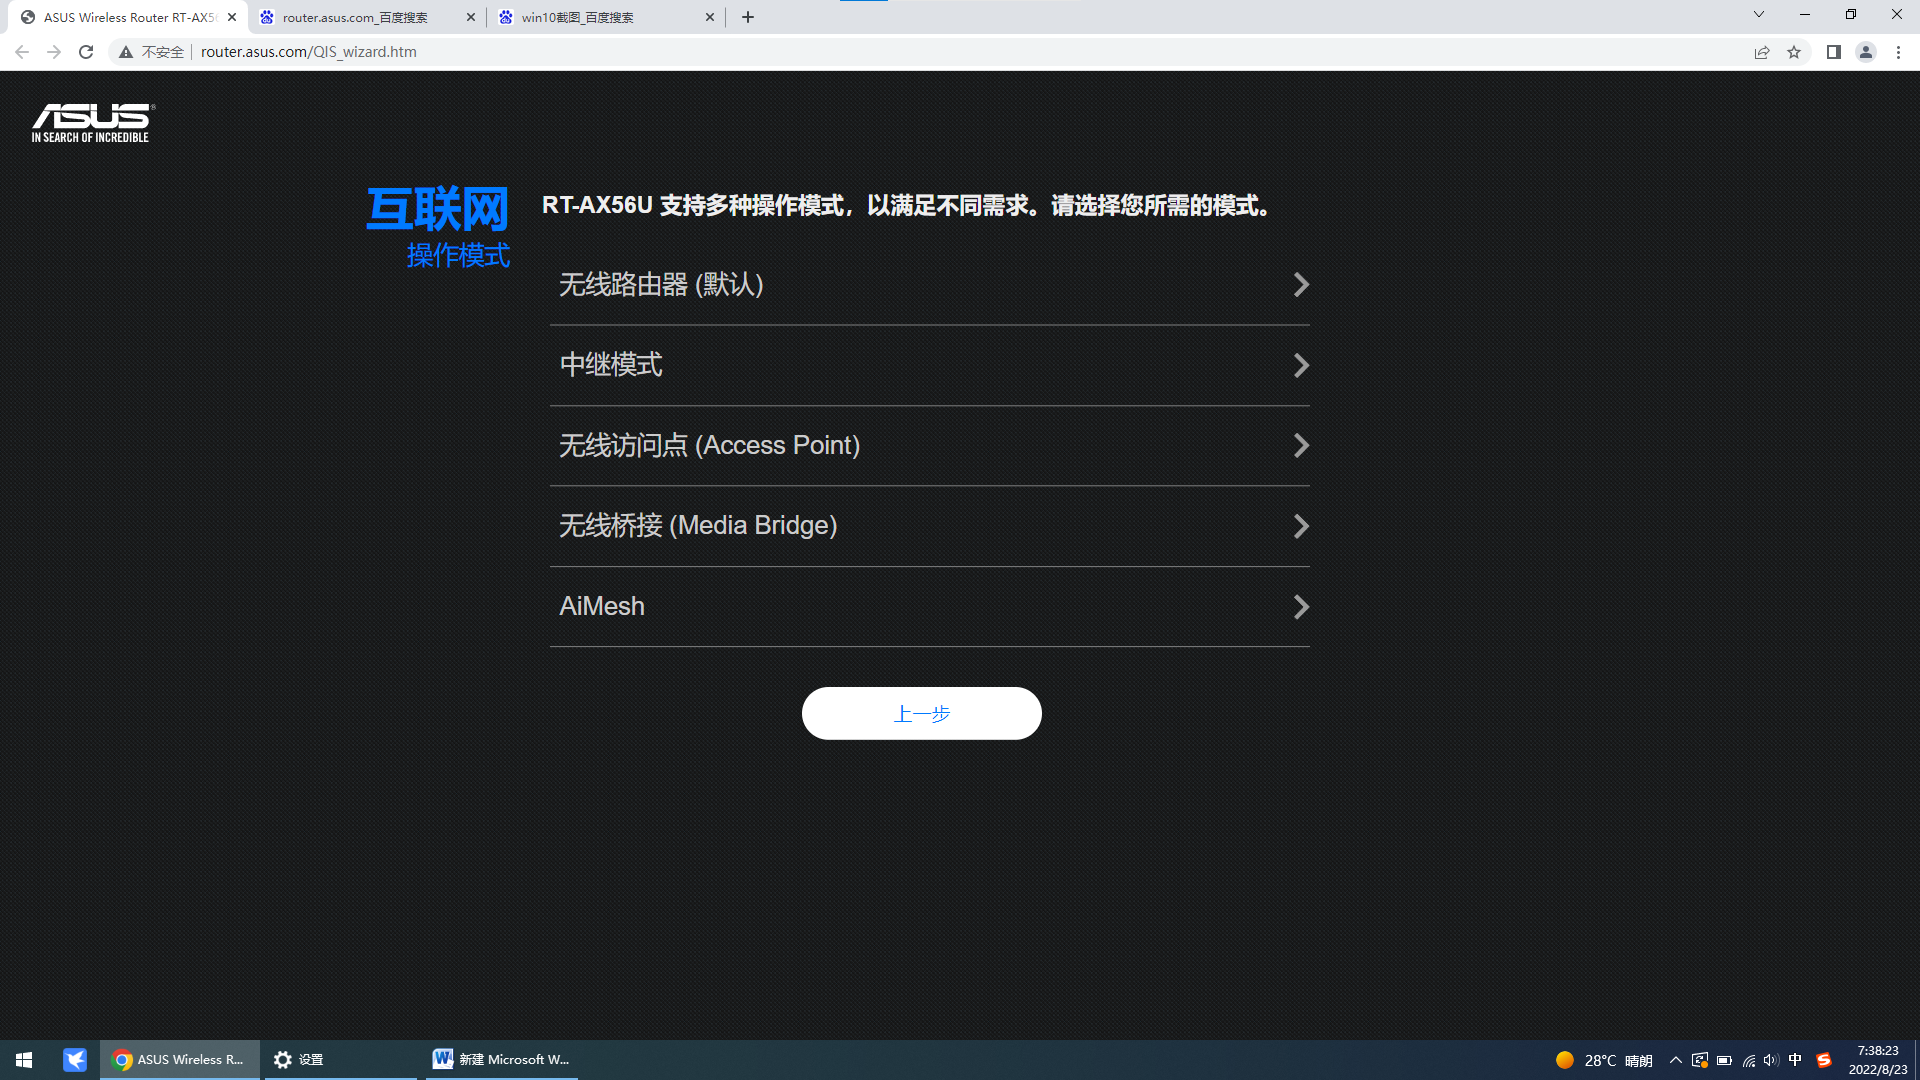 ASUS Wireless Router RT-AX56
router.asus.com_百度搜索
win10截图_百度搜索
不安全
router.asus.com/QIS_wizard.htm
ASUS
IN SEARCH OF INCREDIBLE
互联网
操作模式
RT-AX56U 支持多种操作模式，以满足不同需求。请选择您所需的模式。
无线路由器 (默认)
中继模式
无线访问点 (Access Point)
无线桥接 (Media Bridge)
AiMesh
上一步
ASUS Wireless R...
设置
新建 Microsoft W...
28°C 晴朗
中
7:38:23
2022/8/23